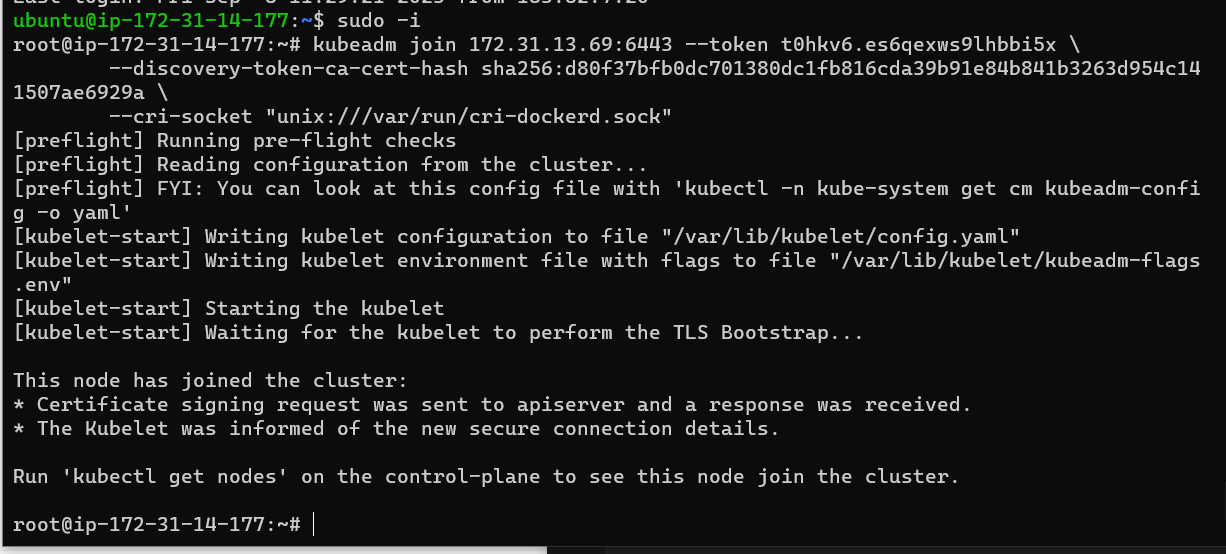 ubuntu@ip-172-31-14-177:~$ sudo -i
root@ip-172-31-14-177:~# kubeadm join 172.31.13.69:6443 --token t0hkv6.es6qexws9lhbbi5x \
        --discovery-token-ca-cert-hash sha256:d80f37bfb0dc701380dc1fb816cda39b91e84b841b3263d954c14
1507ae6929a \
        --cri-socket "unix:///var/run/cri-dockerd.sock"
[preflight] Running pre-flight checks
[preflight] Reading configuration from the cluster...
[preflight] FYI: You can look at this config file with 'kubectl -n kube-system get cm kubeadm-confi
g -o yaml'
[kubelet-start] Writing kubelet configuration to file "/var/lib/kubelet/config.yaml"
[kubelet-start] Writing kubelet environment file with flags to file "/var/lib/kubelet/kubeadm-flags
.env"
[kubelet-start] Starting the kubelet
[kubelet-start] Waiting for the kubelet to perform the TLS Bootstrap...

This node has joined the cluster:
* Certificate signing request was sent to apiserver and a response was received.
* The Kubelet was informed of the new secure connection details.

Run 'kubectl get nodes' on the control-plane to see this node join the cluster.

root@ip-172-31-14-177:~#